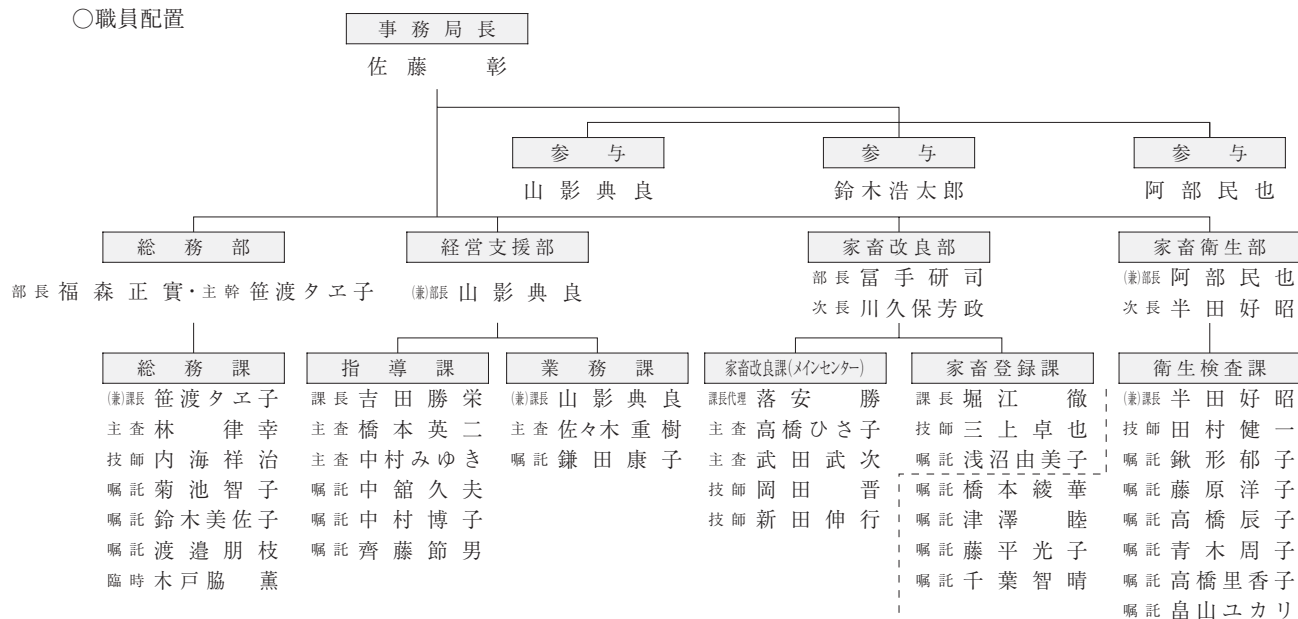 ○職員配置
事務局長
佐藤 彰
参与 参与 参与
山影典良 鈴木浩太郎 阿部民也
総務部 経営支援部 家畜改良部 家畜衛生部
部長 福森正實・主幹 笹渡タヱ子 ㈮部長 山影典良 部長 冨手研司 (兼)部長 阿部民也
次長 川久保芳政 次長 半田好昭
総務課 指導課 業務課 家畜改良課(メインセンター) 家畜登録課 衛生検査課
(兼)課長 笹渡タヱ子 課長 吉田勝栄 (兼)課長 山影典良 課長代理 落安勝 課長 堀江徹 (兼)課長 半田好昭
主査 林律幸 主査 橋本英二 主査 佐々木重樹 主査 高橋ひさ子 技師 三上卓也 技師 田村健一
技師 内海祥治 主査 中村みゆき 嘱託 鎌田康子 主査 武田武次 嘱託 浅沼由美子 嘱託 鍬形郁子
嘱託 菊池智子 嘱託 中舘久夫 技師 岡田晋 嘱託 橋本綾華 嘱託 藤原洋子
嘱託 鈴木美佐子 嘱託 中村博子 技師 新田伸行 嘱託 津澤睦 嘱託 高橋辰子
嘱託 渡邉朋枝 嘱託 齊藤節男 嘱託 藤平光子 嘱託 青木周子
臨時 木戸脇薫 嘱託 千葉智晴 嘱託 高橋里香子
嘱託 畠山ユカリ